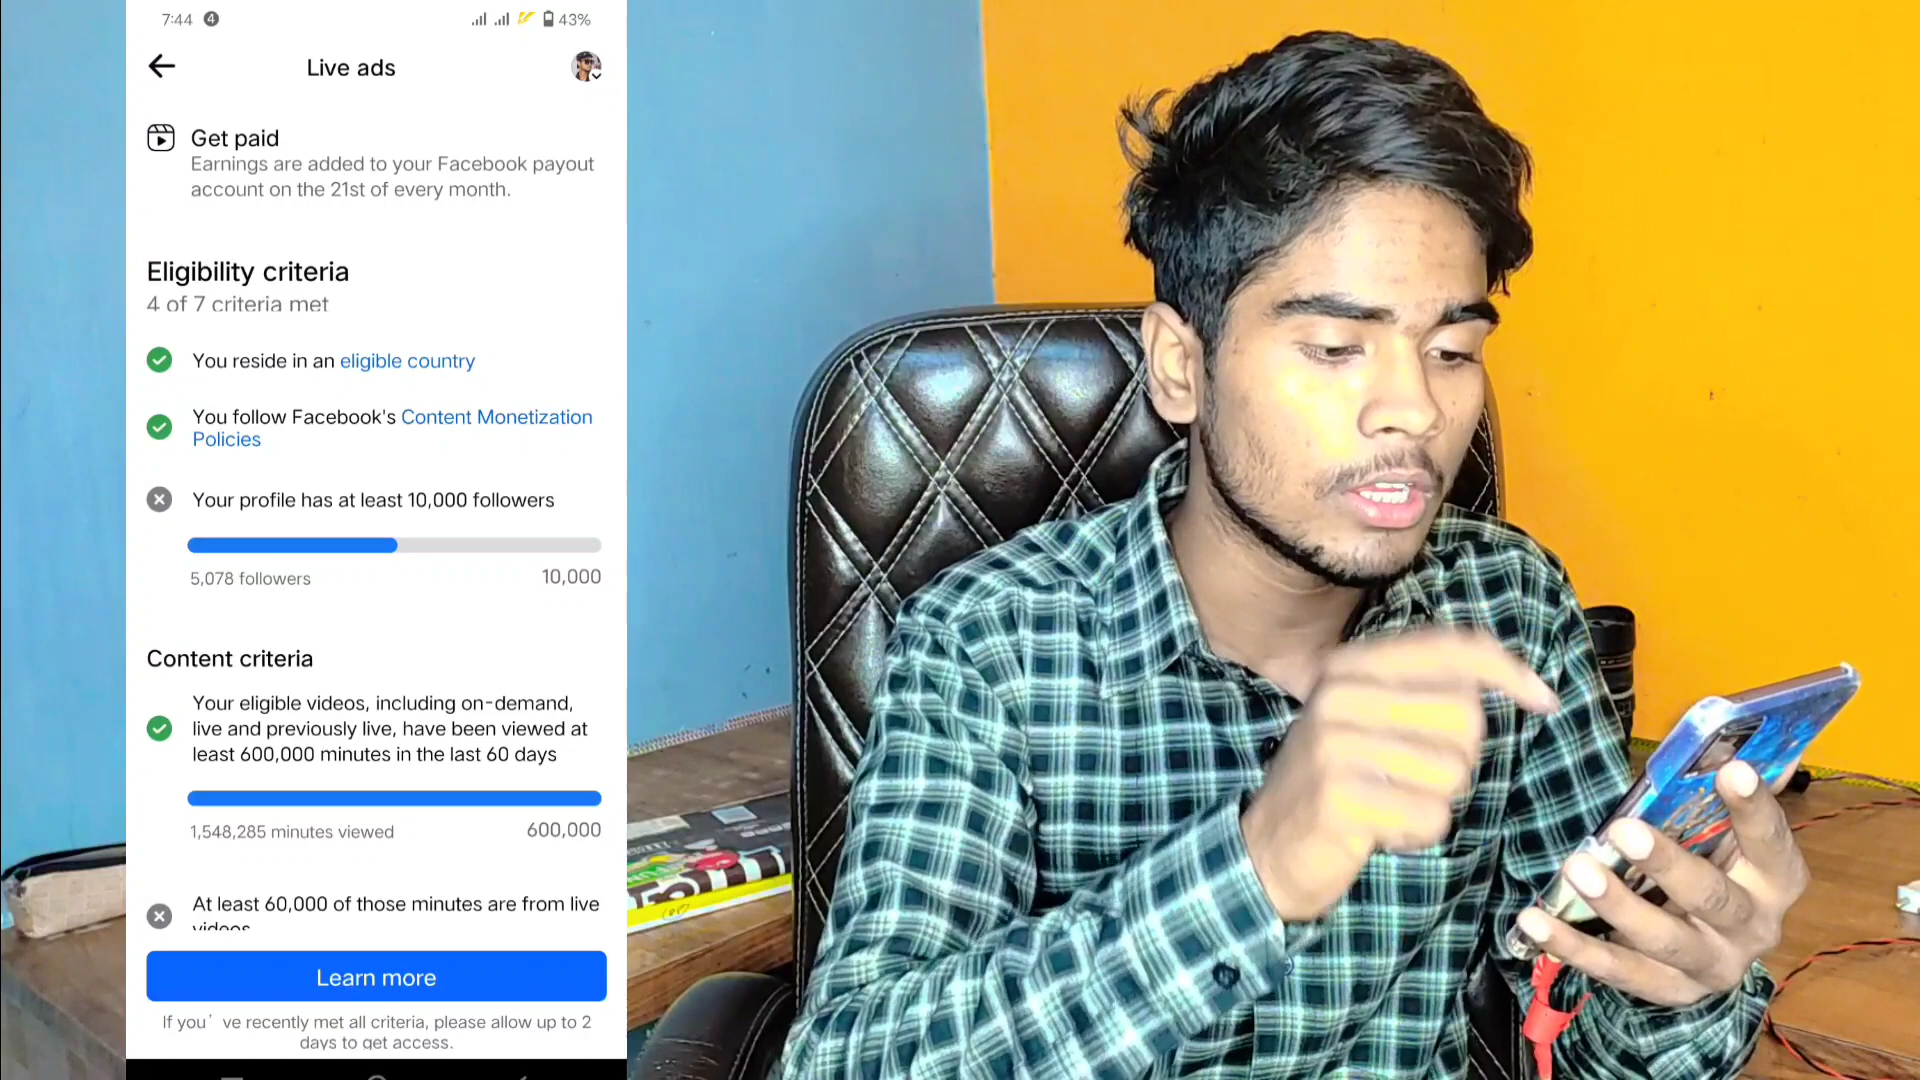 7:44 4 43%
Live ads
Get paid
Earnings are added to your Facebook payout
account on the 21st of every month.
Eligibility criteria
4 of 7 criteria met
You reside in an eligible country
You follow Facebook's Content Monetization
Policies
Your profile has at least 10,000 followers
5,078 followers 10,000
Content criteria
Your eligible videos, including on-demand,
live and previously live, have been viewed at
least 600,000 minutes in the last 60 days
1,548,285 minutes viewed 600,000
At least 60,000 of those minutes are from live
videos
Learn more
If you've recently met all criteria, please allow up to 2
days to get access.